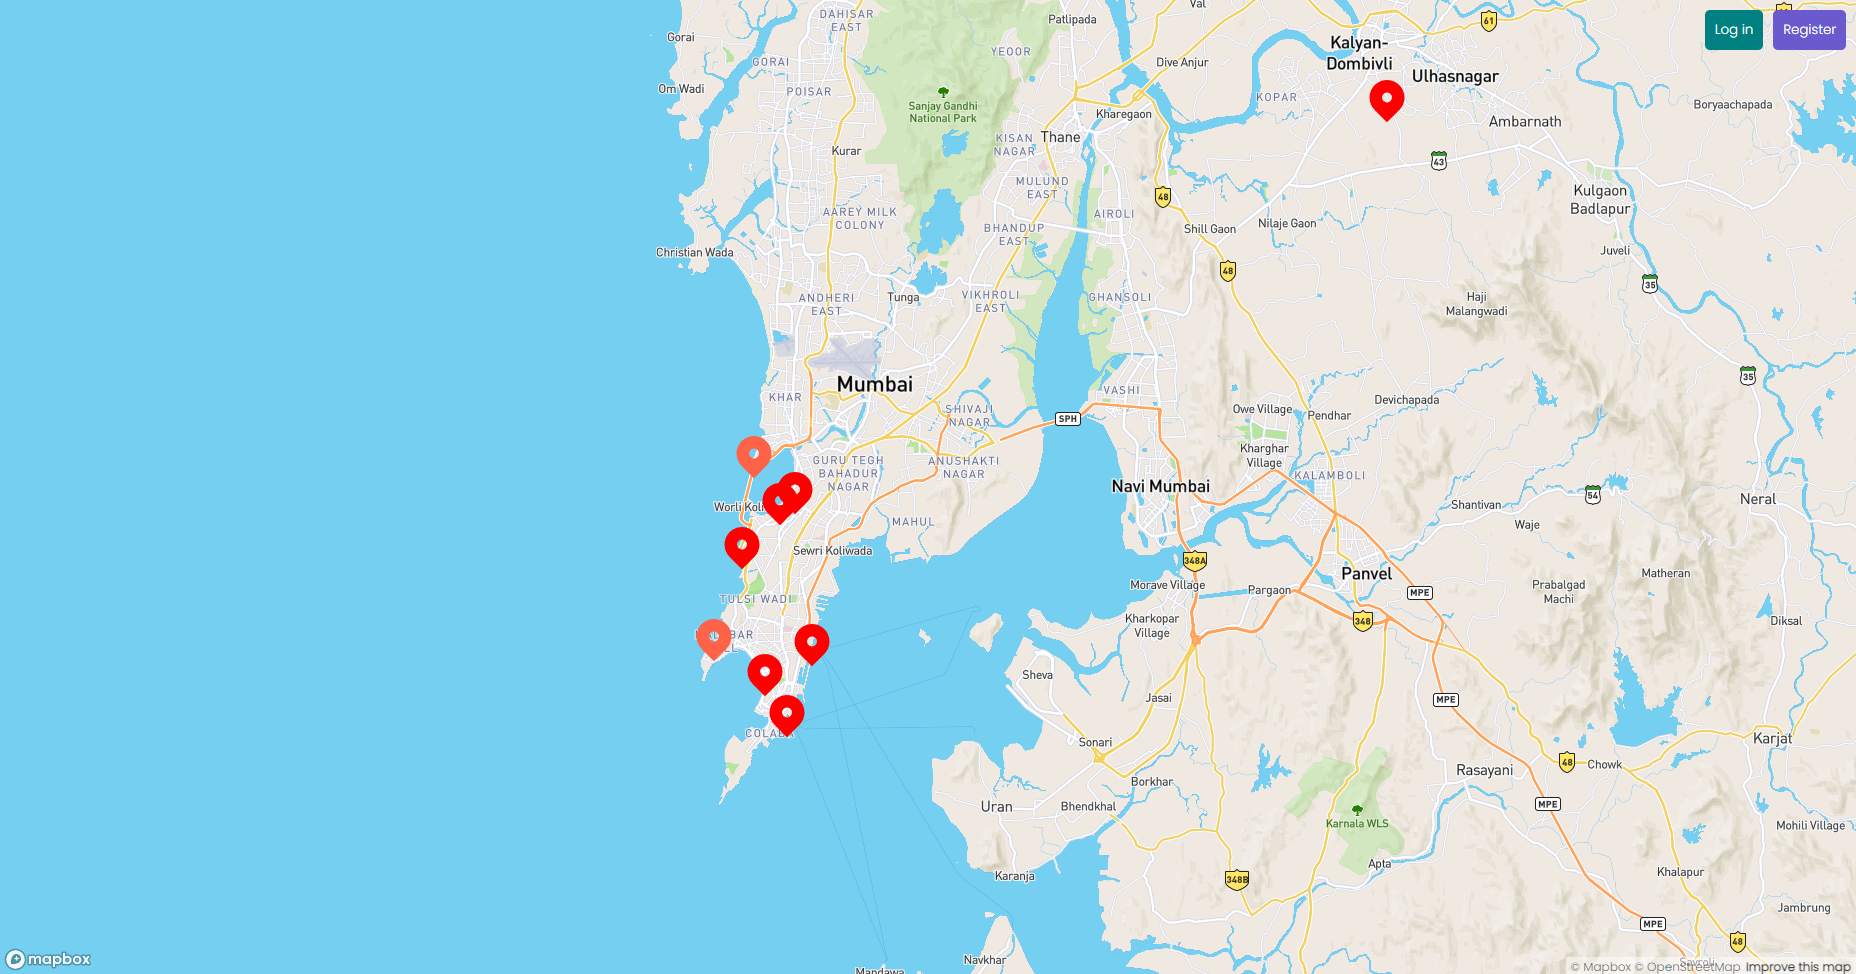 Val
Patlipada
DAHISAR
EAST
61
Log in
Register
Gorai
Kalyan-
Dombivli
YEOOR
GORAI
Dive Anjur
Ulhasnagar
Om Wadi
POISAR
KOPAR
Sanjay Gandhi
National Park
Boryaachapada
Kharegaon
Ambarnath
Thane
KISAN
NAGAR
Kurar
43
MULUND
EAST
48
Kulgaon
Badlapur
AAREY MILK
COLONY
AIROLI
BHANDUP
EAST
Shill Gaon
Nilaje Gaon
Christian Wada
Juveli
48
35
ANDHERI
EAST
Tunga
VIKHROLI
EAST
GHANSOLI
Haji
Malangwadi
35
Mumbai
VASHI
KHAR
Devichapada
SHIVAJI
NAGAR
Owe Village
Pendhar
SPH
Kharghar
Village
GURU TEGH
BAHADUR
NAGAR
ANUSHAKTI
NAGAR
KALAMBOLI
Navi Mumbai
54
Neral
Worli Koli
Shantivan
MAHUL
Waje
Sewri Koliwada
348A
Panvel
Matheran
Morave Village
Pargaon
Prabalgad
Machi
MPE
TULSI WADI
Kharkopar
Village
348
Diksal
Sheva
Jasai
MPE
COLABA
Sonari
Karjat
48
Chowk
Rasayani
Borkhar
Uran
Bhendkhal
MPE
Karnala WLS
Mohili Village
Apta
Karanja
348B
Khalapur
Jambrung
MPE
48
Navkhar
mapbox
Mandawa
Savroli
© Mapbox © OpenStreetMap Improve this map